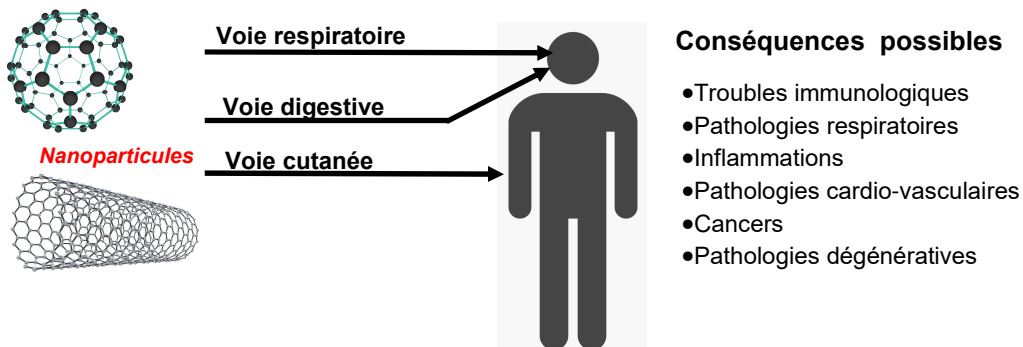 Voie respiratoire
Voie digestive
Nanoparticules
Voie cutanée
Conséquences possibles
•Troubles immunologiques
•Pathologies respiratoires
•Inflammations
•Pathologies cardio-vasculaires
•Cancers
•Pathologies dégénératives